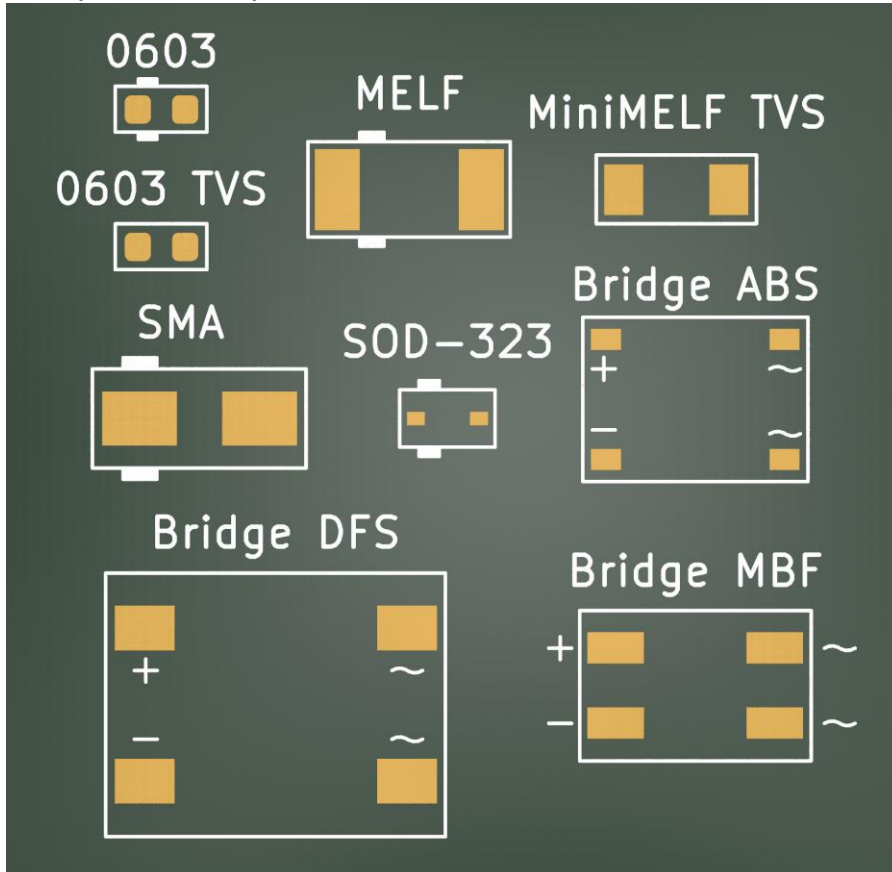 0603
MELF
MiniMELF TVS
0603 TVS
Bridge ABS
SMA
SOD-323
+ ~
- ~
Bridge DFS
Bridge MBF
+ ~
- ~
+ ~
- ~